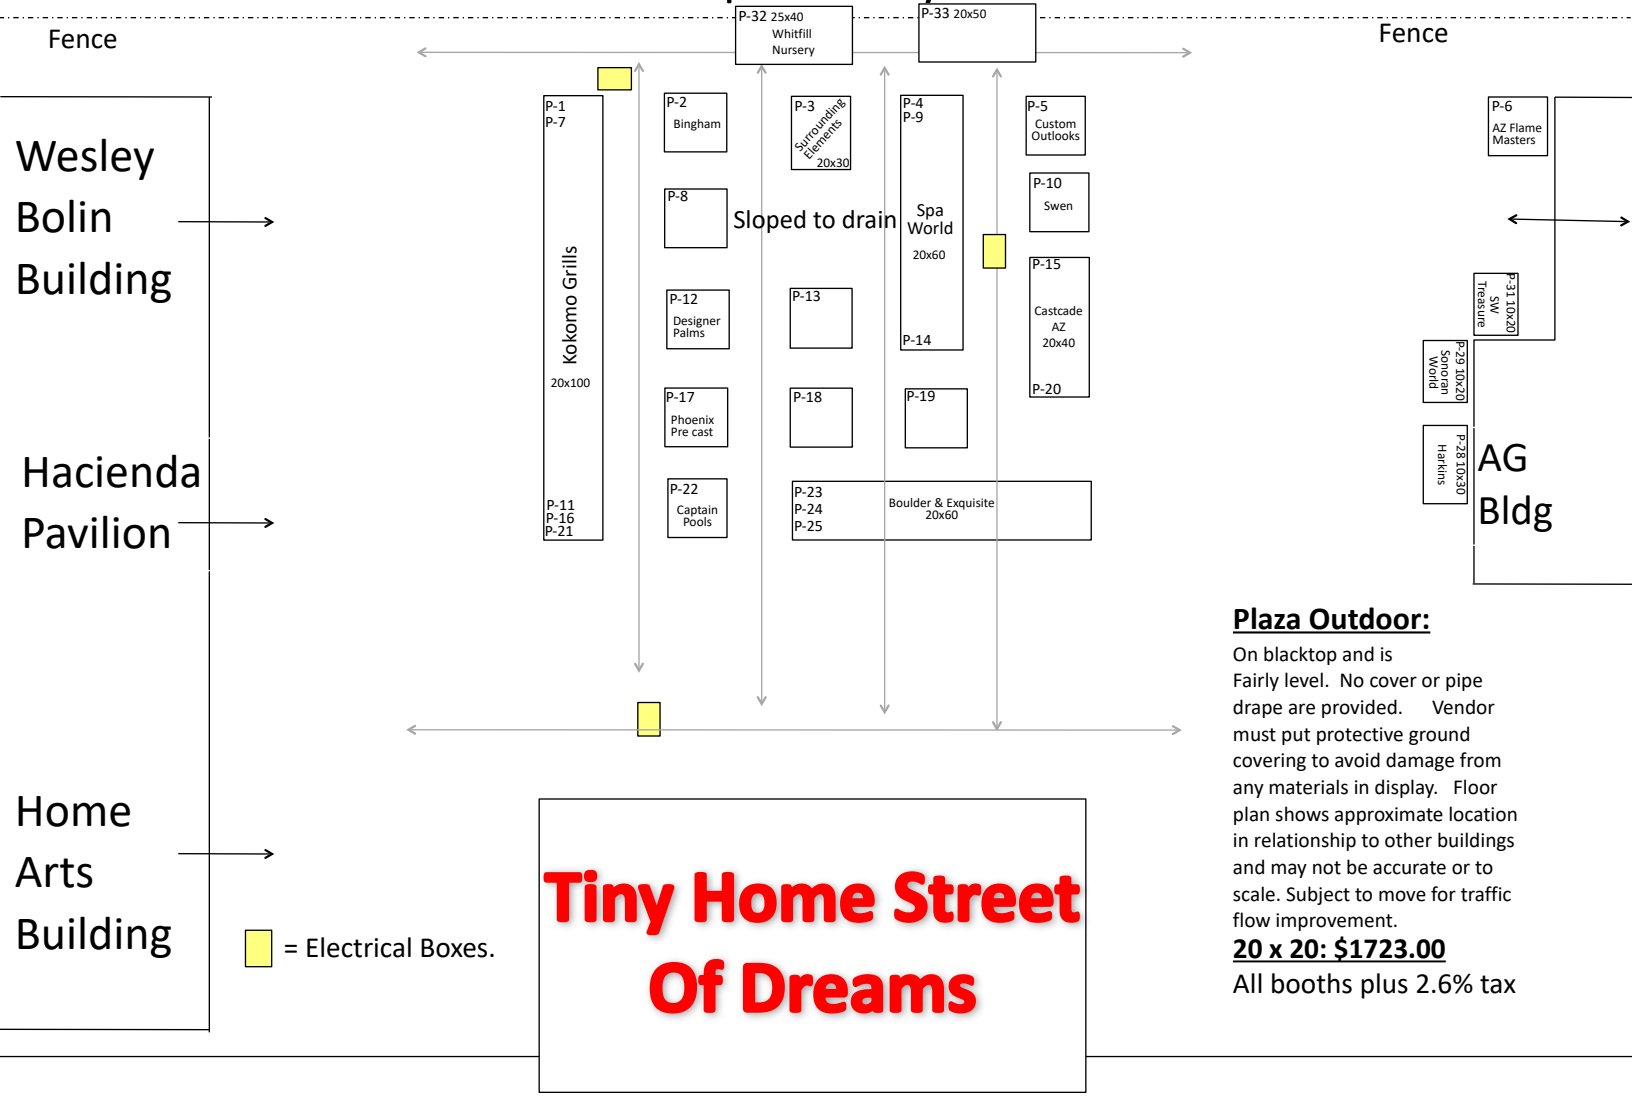 P-32 25x40
Whitfill
Nursery
P-33 20x50
Fence
Fence
P-1
P-7
Kokomo Grills
20x100
P-11
P-16
P-21
P-2
Bingham
P-3
Surrounding
Elements
20x30
P-4
P-9
Spa
World
20x60
P-14
P-5
Custom
Outlooks
P-6
AZ Flame
Masters
Wesley
Bolin
Building
P-8
Sloped to drain
P-10
Swen
P-12
Designer
Palms
P-13
P-15
Castcade
AZ
20x40
P-20
P-31 10x20
SW
Treasure
P-29 10x20
Sonoran
World
P-28 10x30
Harkins
P-17
Phoenix
Pre cast
P-18
P-19
Hacienda
Pavilion
AG
Bldg
P-22
Captain
Pools
P-23
P-24
P-25
Boulder & Exquisite
20x60
Plaza Outdoor:
On blacktop and is
Fairly level. No cover or pipe
drape are provided. Vendor
must put protective ground
covering to avoid damage from
any materials in display. Floor
plan shows approximate location
in relationship to other buildings
and may not be accurate or to
scale. Subject to move for traffic
flow improvement.
20 x 20: $1723.00
All booths plus 2.6% tax
Home
Arts
Building
= Electrical Boxes.
Tiny Home Street
Of Dreams